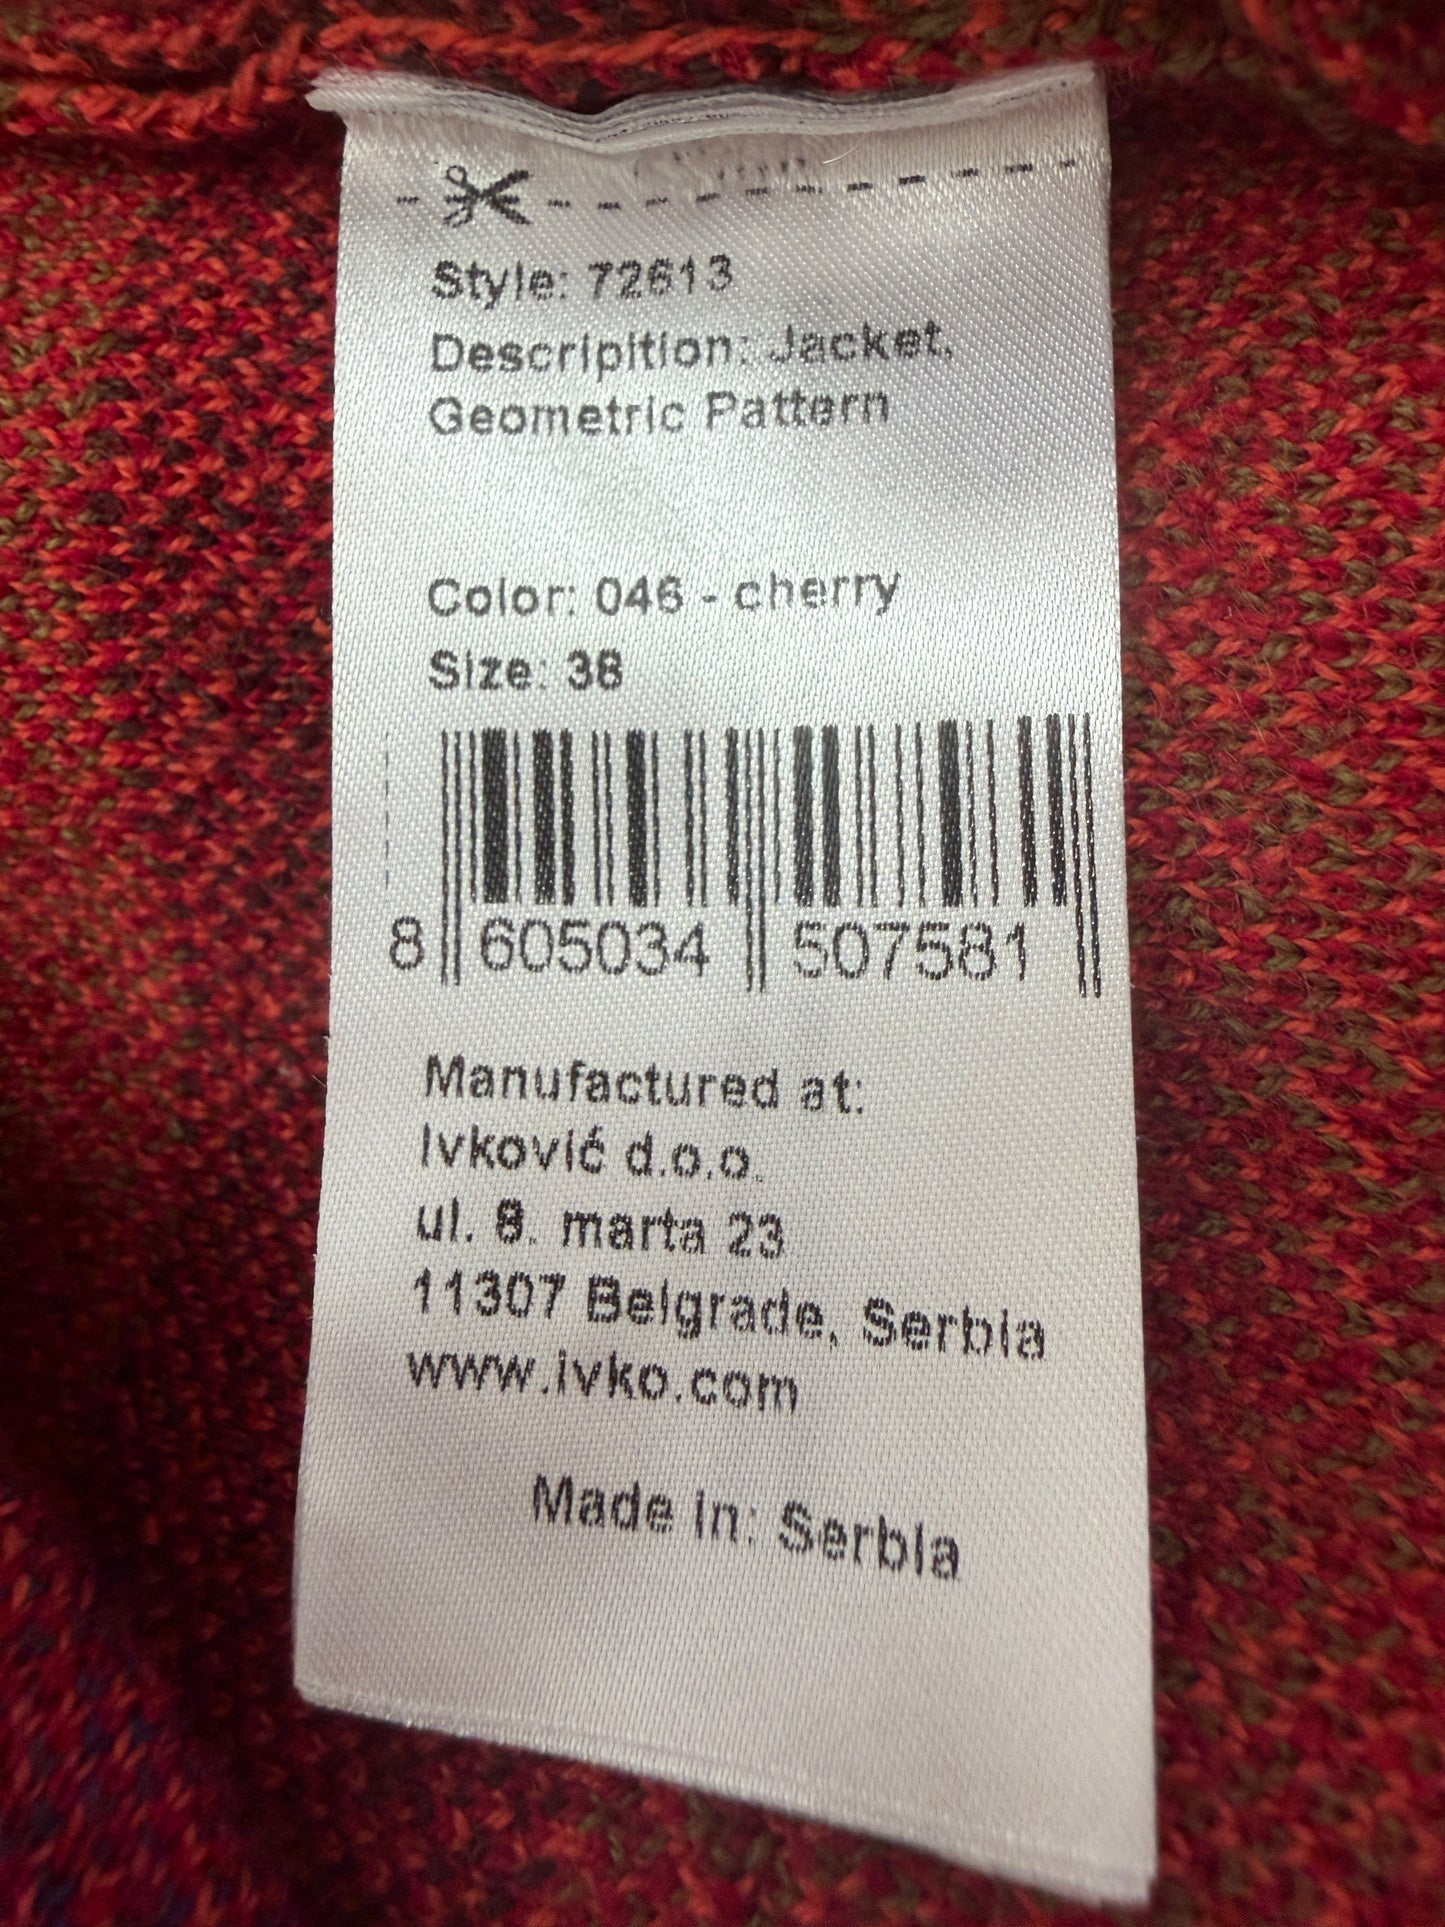 Style: 72613
Descripition: Jacket,
Geometric Pattern
Color: 046 - cherry
Size: 38
8 605034 507581
Manufactured at:
Ivković d.o.o.
ul. 8. marta 23
11307 Belgrade, Serbia
www.ivko.com
Made in: Serbia